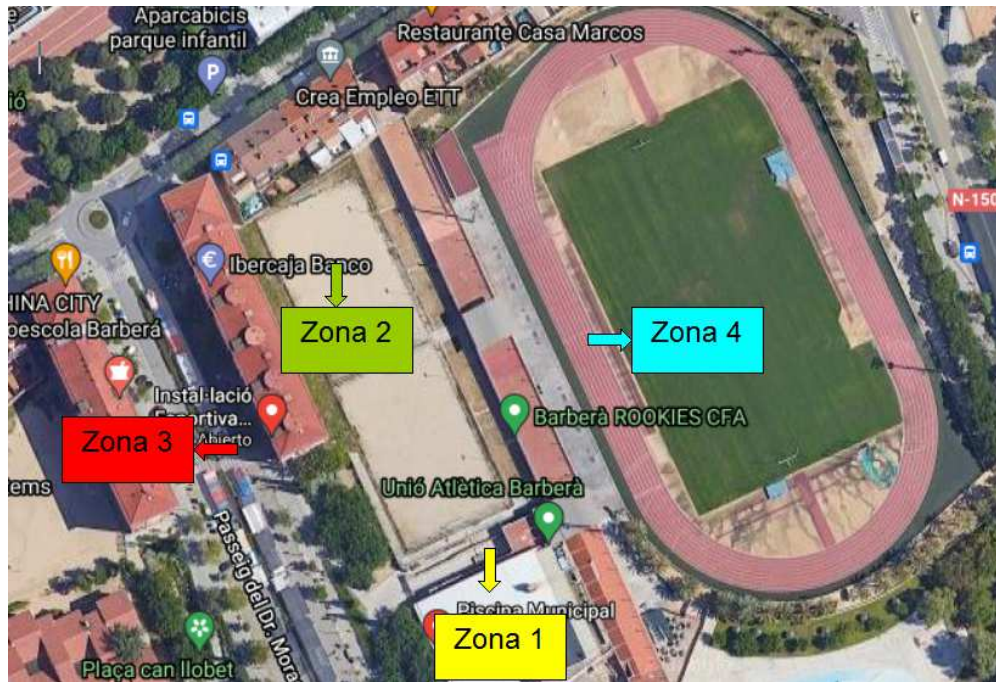 Aparcabicis
parque infantil
Restaurante Casa Marcos
Crea Empleo ETT
P
N-150
Ibercaja Banco
€
HINA CITY
oescola Barberá
Zona 2
Zona 4
Instal·lació
Esportiva...
Abierto
Barberà ROOKIES CFA
Zona 3
ems
Unió Atlètica Barberà
Passeig del Dr. Mora
Piscina Municipal
Zona 1
Plaça can llobet